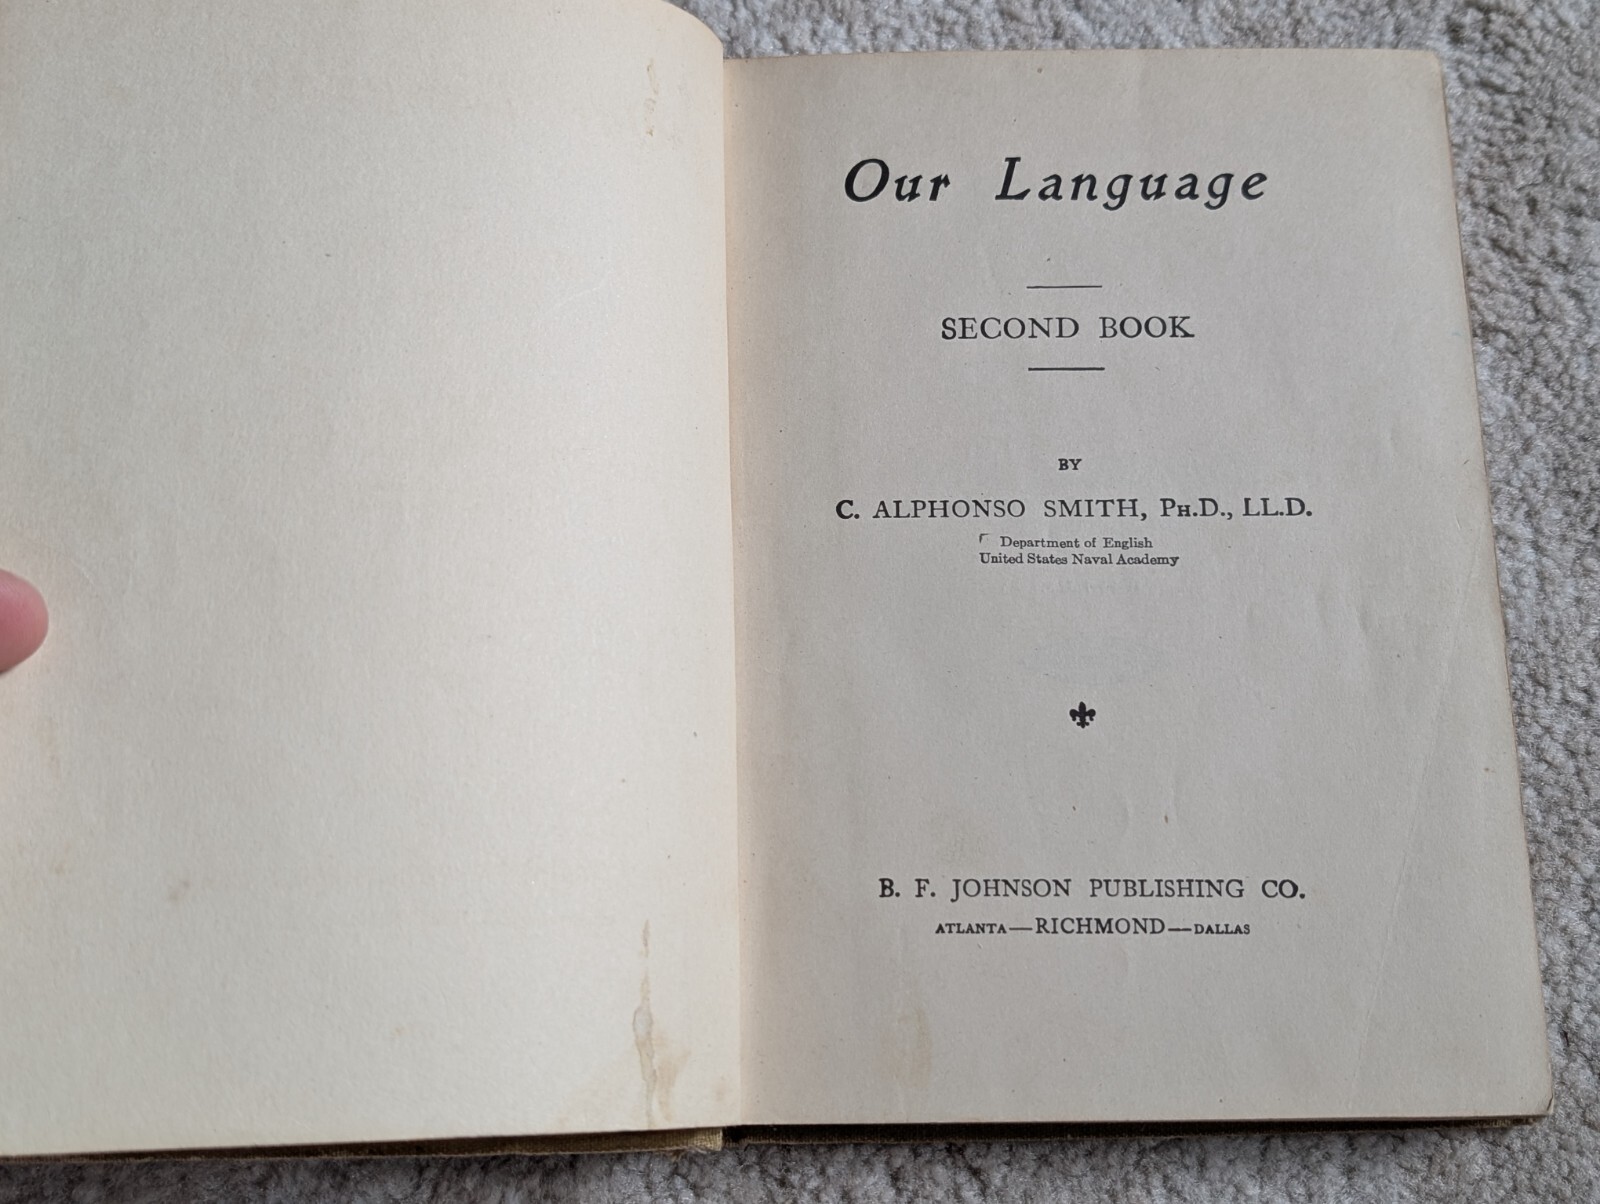 Our Language
SECOND BOOK
BY
C. ALPHONSO SMITH, PH.D., LL.D.
Department of English
United States Naval Academy
B. F. JOHNSON PUBLISHING CO.
ATLANTA—RICHMOND—DALLAS